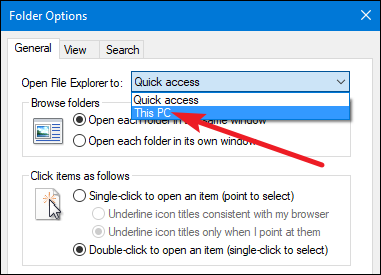 Folder Options
General View Search
Open File Explorer to: Quick access
Quick access
This PC
Browse folders
Open each folder in the same window
Open each folder in its own window
Click items as follows
Single-click to open an item (point to select)
Underline icon titles consistent with my browser
Underline icon titles only when I point at them
Double-click to open an item (single-click to select)